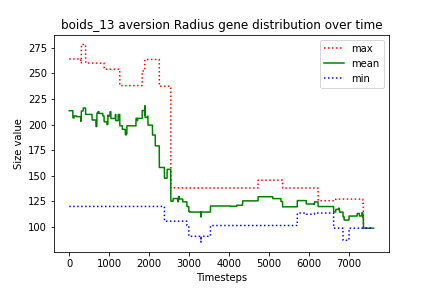 boids_13 aversion Radius gene distribution over time
max
mean
min
Size value
275
250
225
200
175
150
125
100
0 1000 2000 3000 4000 5000 6000 7000
Timesteps